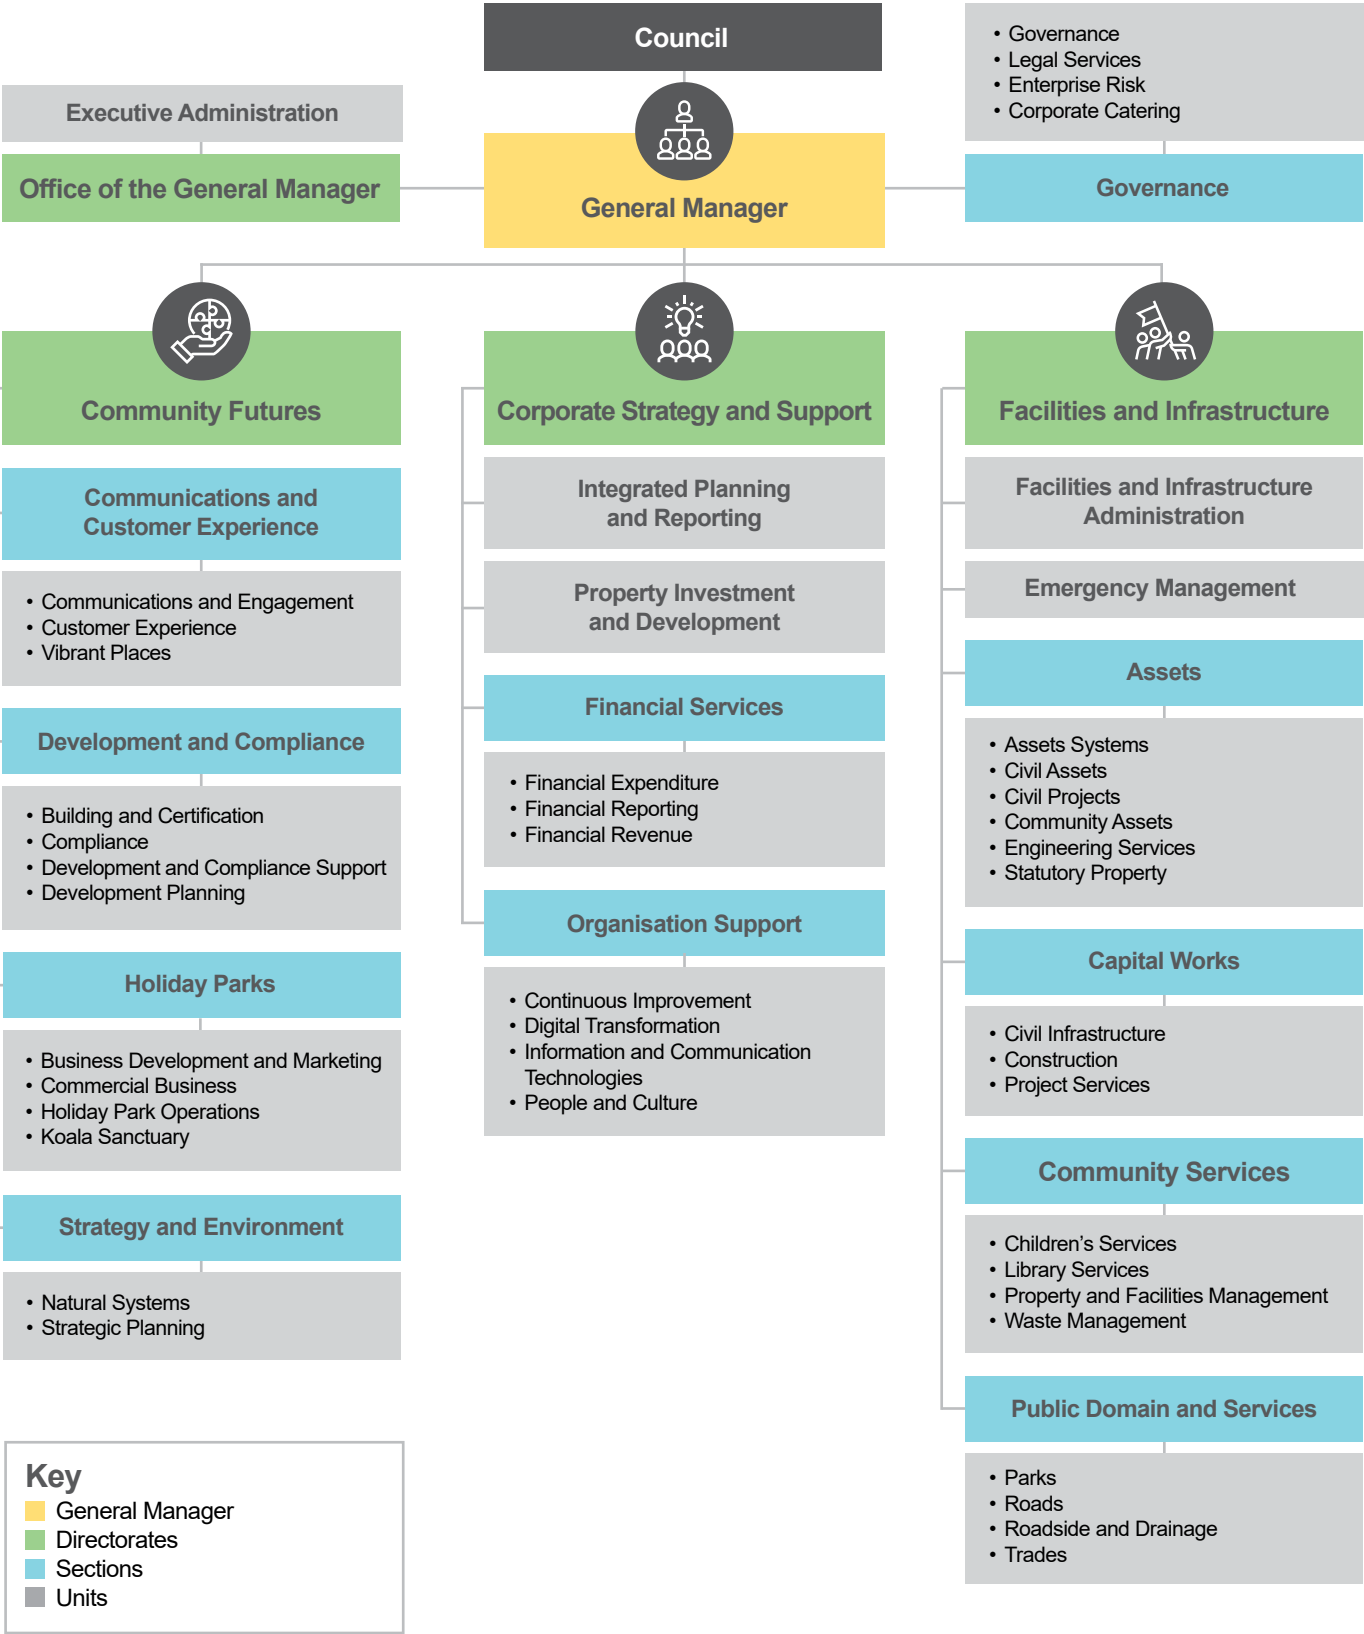 Council
General Manager
Executive Administration
Office of the General Manager
• Governance
• Legal Services
• Enterprise Risk
• Corporate Catering
Governance
Community Futures
Communications and
Customer Experience
• Communications and Engagement
• Customer Experience
• Vibrant Places
Development and Compliance
• Building and Certification
• Compliance
• Development and Compliance Support
• Development Planning
Holiday Parks
• Business Development and Marketing
• Commercial Business
• Holiday Park Operations
• Koala Sanctuary
Strategy and Environment
• Natural Systems
• Strategic Planning
Corporate Strategy and Support
Integrated Planning
and Reporting
Property Investment
and Development
Financial Services
• Financial Expenditure
• Financial Reporting
• Financial Revenue
Organisation Support
• Continuous Improvement
• Digital Transformation
• Information and Communication
Technologies
• People and Culture
Facilities and Infrastructure
Facilities and Infrastructure
Administration
Emergency Management
Assets
• Assets Systems
• Civil Assets
• Civil Projects
• Community Assets
• Engineering Services
• Statutory Property
Capital Works
• Civil Infrastructure
• Construction
• Project Services
Community Services
• Children’s Services
• Library Services
• Property and Facilities Management
• Waste Management
Public Domain and Services
• Parks
• Roads
• Roadside and Drainage
• Trades
Key
General Manager
Directorates
Sections
Units